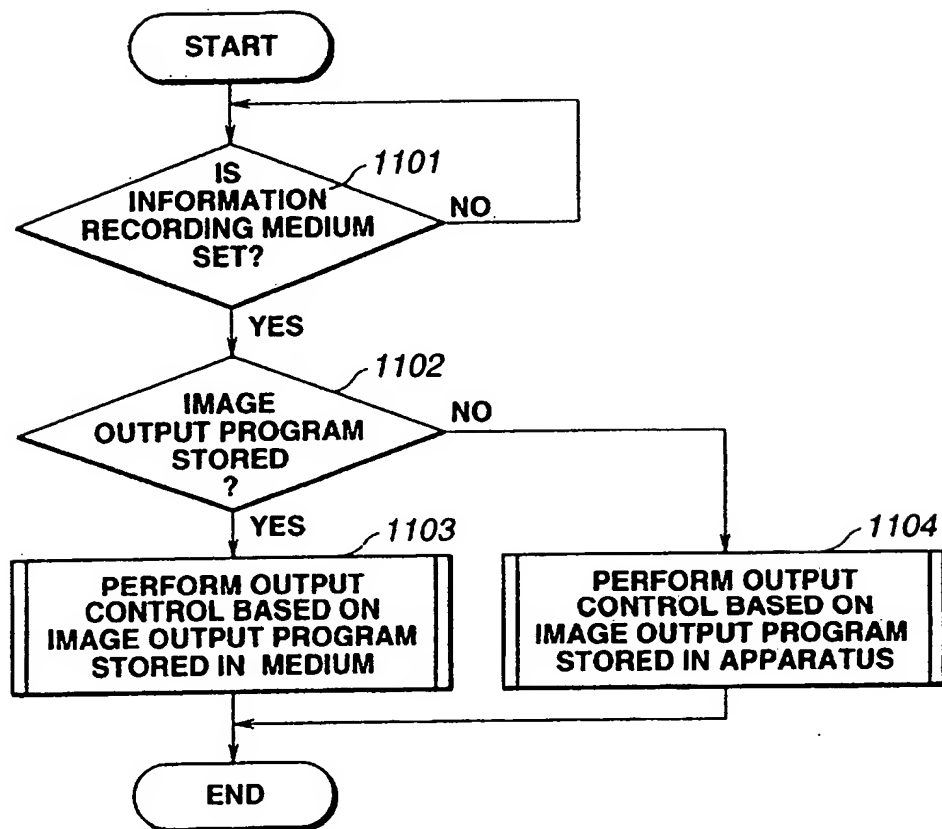 START
1101
IS
INFORMATION
RECORDING MEDIUM
SET?
NO
YES
1102
IMAGE
OUTPUT PROGRAM
STORED
?
NO
YES
1103
PERFORM OUTPUT
CONTROL BASED ON
IMAGE OUTPUT PROGRAM
STORED IN MEDIUM
1104
PERFORM OUTPUT
CONTROL BASED ON
IMAGE OUTPUT PROGRAM
STORED IN APPARATUS
END